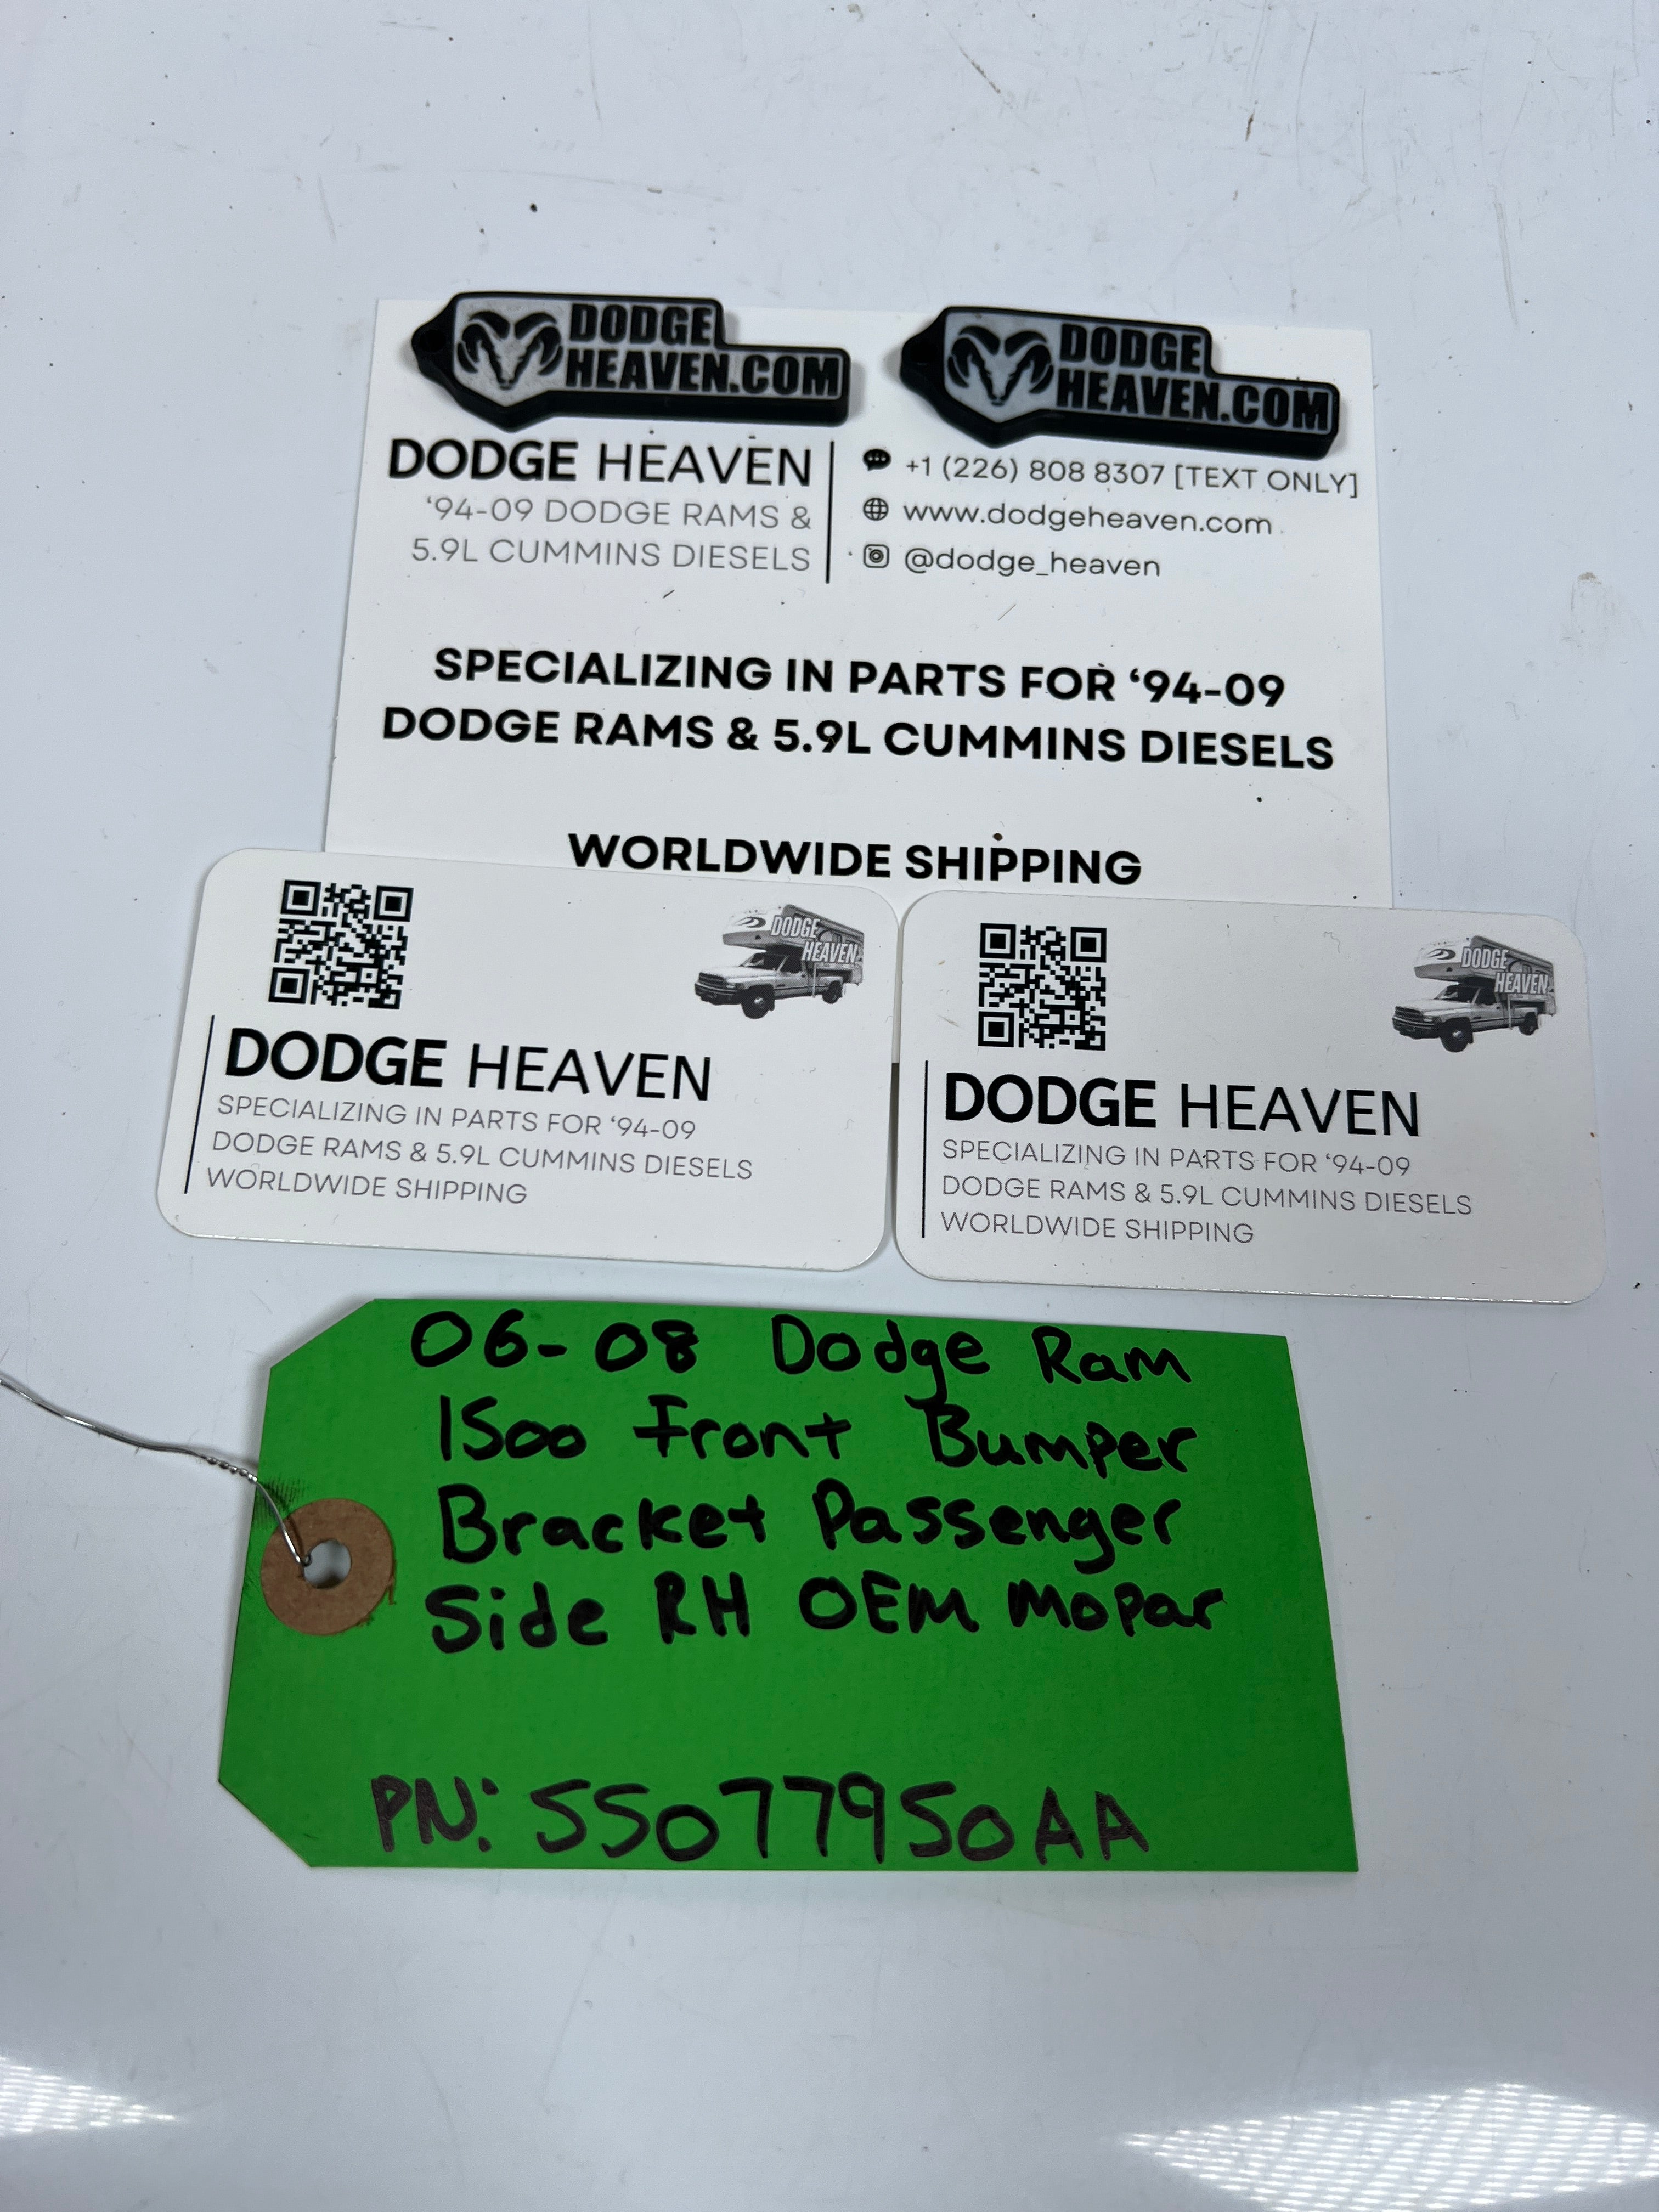 DODGE
HEAVEN.COM
DODGE
HEAVEN.COM
DODGE HEAVEN
‘94-09 DODGE RAMS &
5.9L CUMMINS DIESELS
+1 (226) 808 8307 [TEXT ONLY]
www.dodgeheaven.com
@dodge_heaven
SPECIALIZING IN PARTS FOR ‘94-09
DODGE RAMS & 5.9L CUMMINS DIESELS
WORLDWIDE SHIPPING
DODGE
HEAVEN
DODGE HEAVEN
SPECIALIZING IN PARTS FOR ‘94-09
DODGE RAMS & 5.9L CUMMINS DIESELS
WORLDWIDE SHIPPING
DODGE
HEAVEN
DODGE HEAVEN
SPECIALIZING IN PARTS FOR ‘94-09
DODGE RAMS & 5.9L CUMMINS DIESELS
WORLDWIDE SHIPPING
06-08 Dodge Ram
1500 Front Bumper
Bracket Passenger
Side RH OEM Mopar
PN: 55077950AA